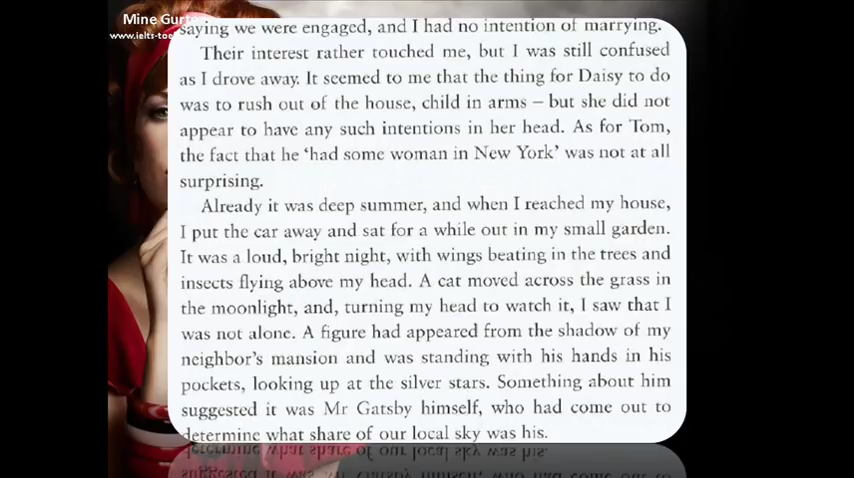 Mine
www.ielts-
saying we were engaged, and I had no intention of marrying.
Their interest rather touched me, but I was still confused
as I drove away. It seemed to me that the thing for Daisy to do
was to rush out of the house, child in arms – but she did not
appear to have any such intentions in her head. As for Tom,
the fact that he ‘had some woman in New York’ was not at all
surprising.
Already it was deep summer, and when I reached my house,
I put the car away and sat for a while out in my small garden.
It was a loud, bright night, with wings beating in the trees and
insects flying above my head. A cat moved across the grass in
the moonlight, and, turning my head to watch it, I saw that I
was not alone. A figure had appeared from the shadow of my
neighbor’s mansion and was standing with his hands in his
pockets, looking up at the silver stars. Something about him
suggested it was Mr Gatsby himself, who had come out to
determine what share of our local sky was his.